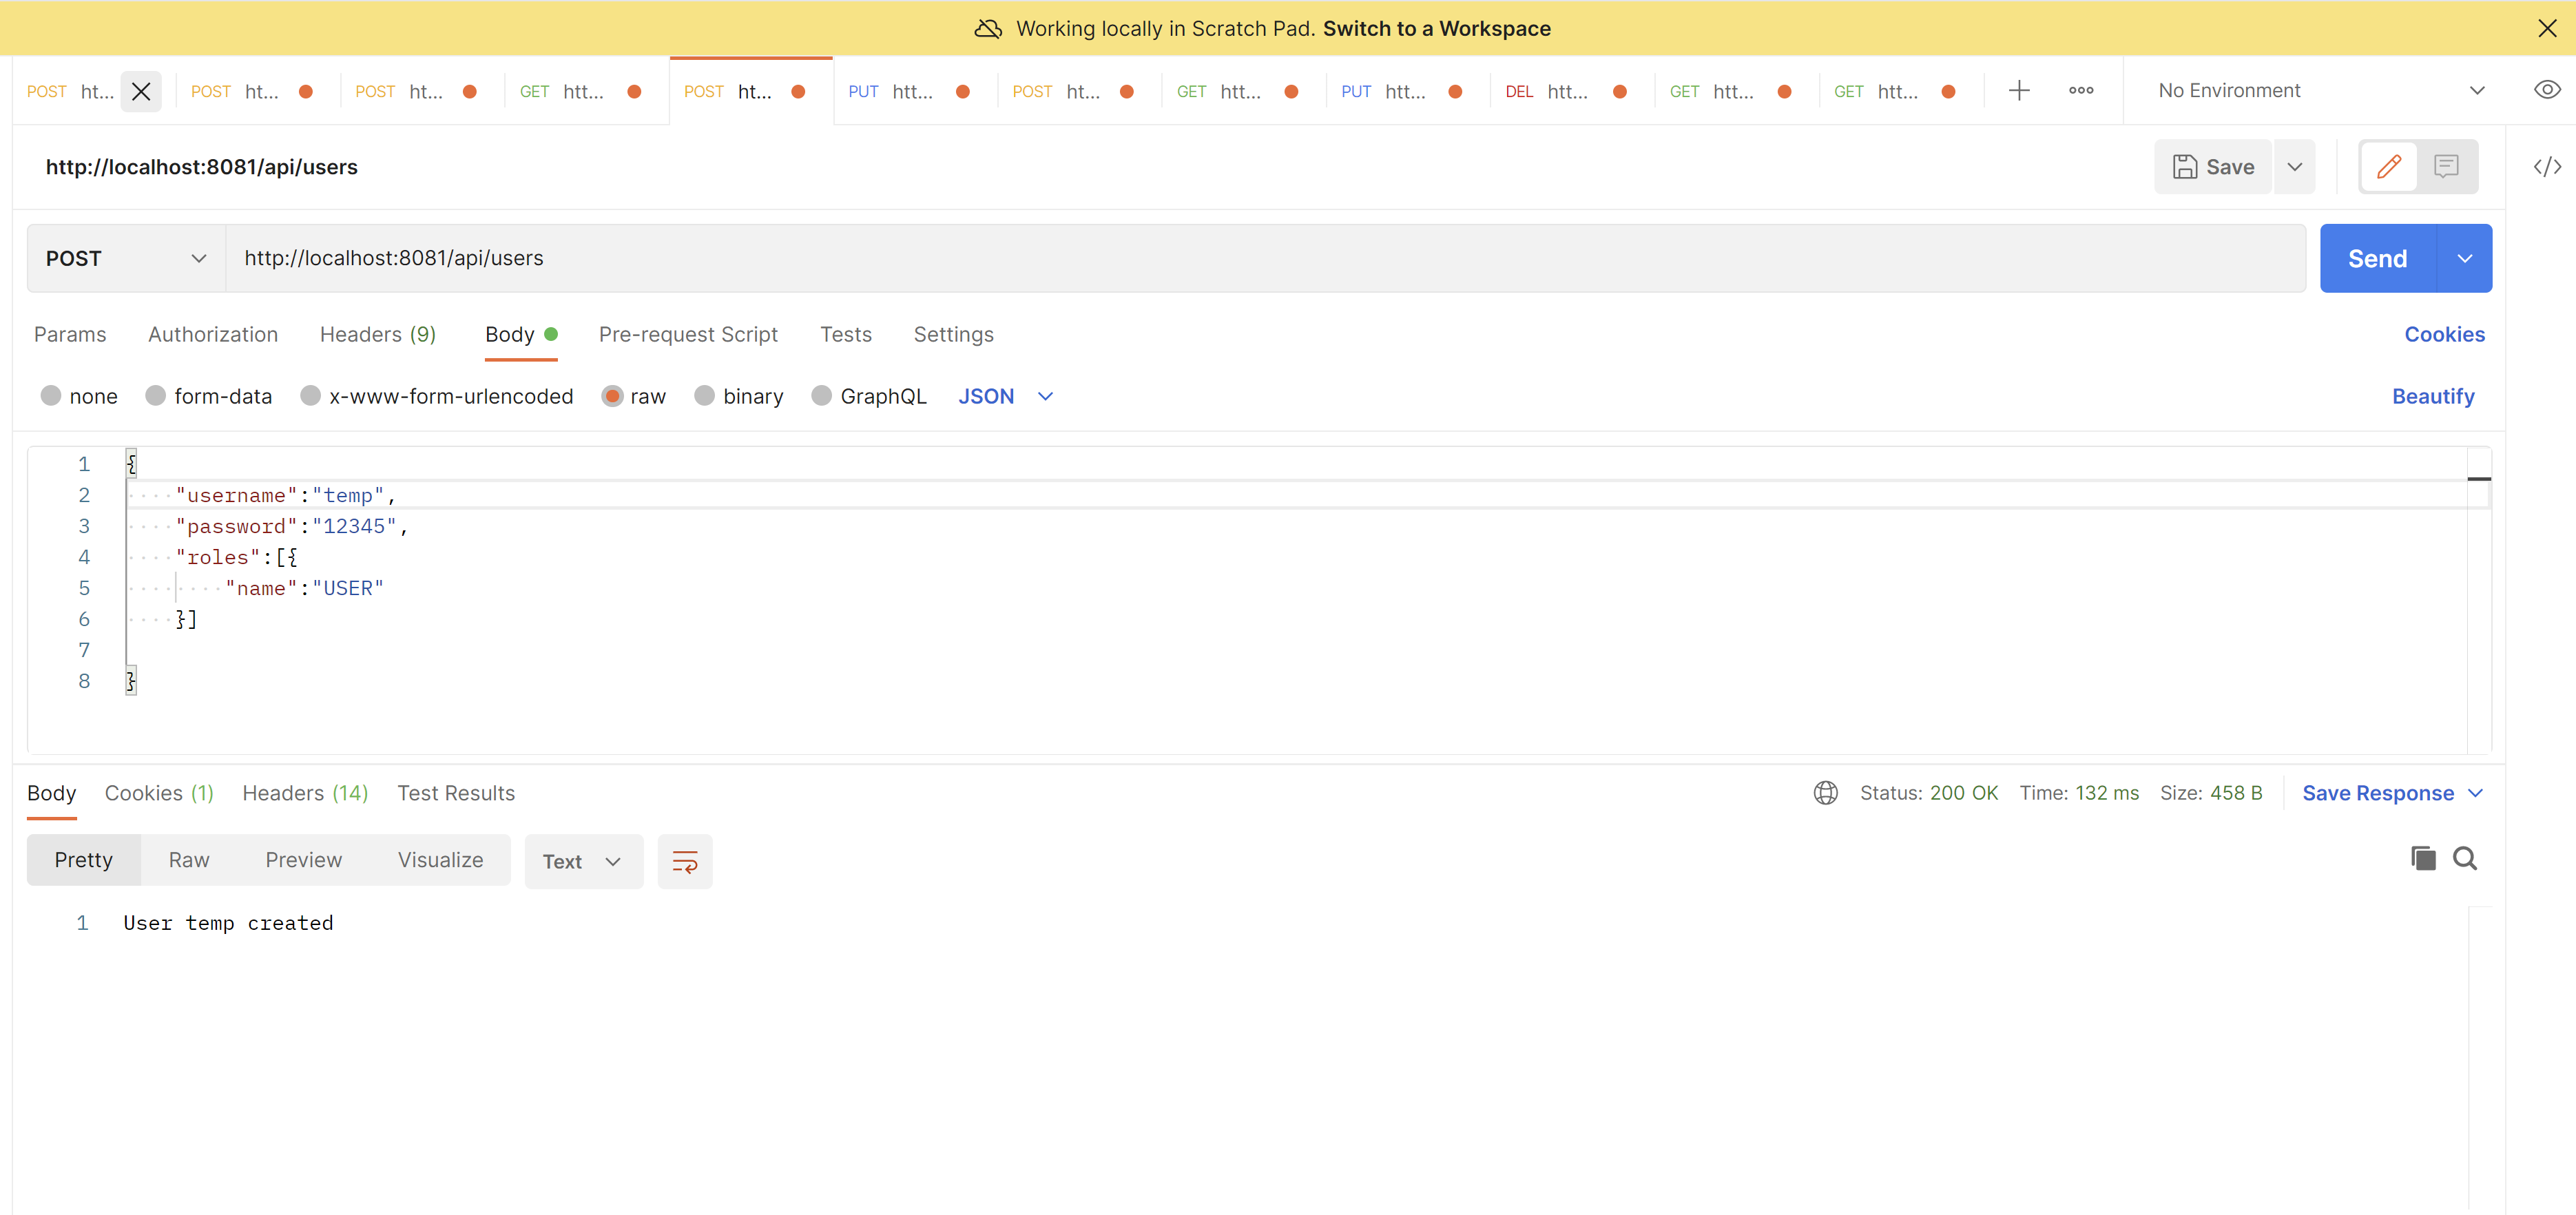 Working locally in Scratch Pad. Switch to a Workspace
POST ht... POST ht... POST ht... GET htt... POST ht... PUT htt... POST ht... GET htt... PUT htt... DEL htt... GET htt... GET htt... No Environment
http://localhost:8081/api/users
Save
POST http://localhost:8081/api/users Send
Params Authorization Headers (9) Body Pre-request Script Tests Settings Cookies
none form-data x-www-form-urlencoded raw binary GraphQL JSON Beautify
1 {
2 "username":"temp",
3 "password":"12345",
4 "roles":[{
5 "name":"USER"
6 }]
7
8 }
Body Cookies (1) Headers (14) Test Results Status: 200 OK Time: 132 ms Size: 458 B Save Response
Pretty Raw Preview Visualize Text
1 User temp created